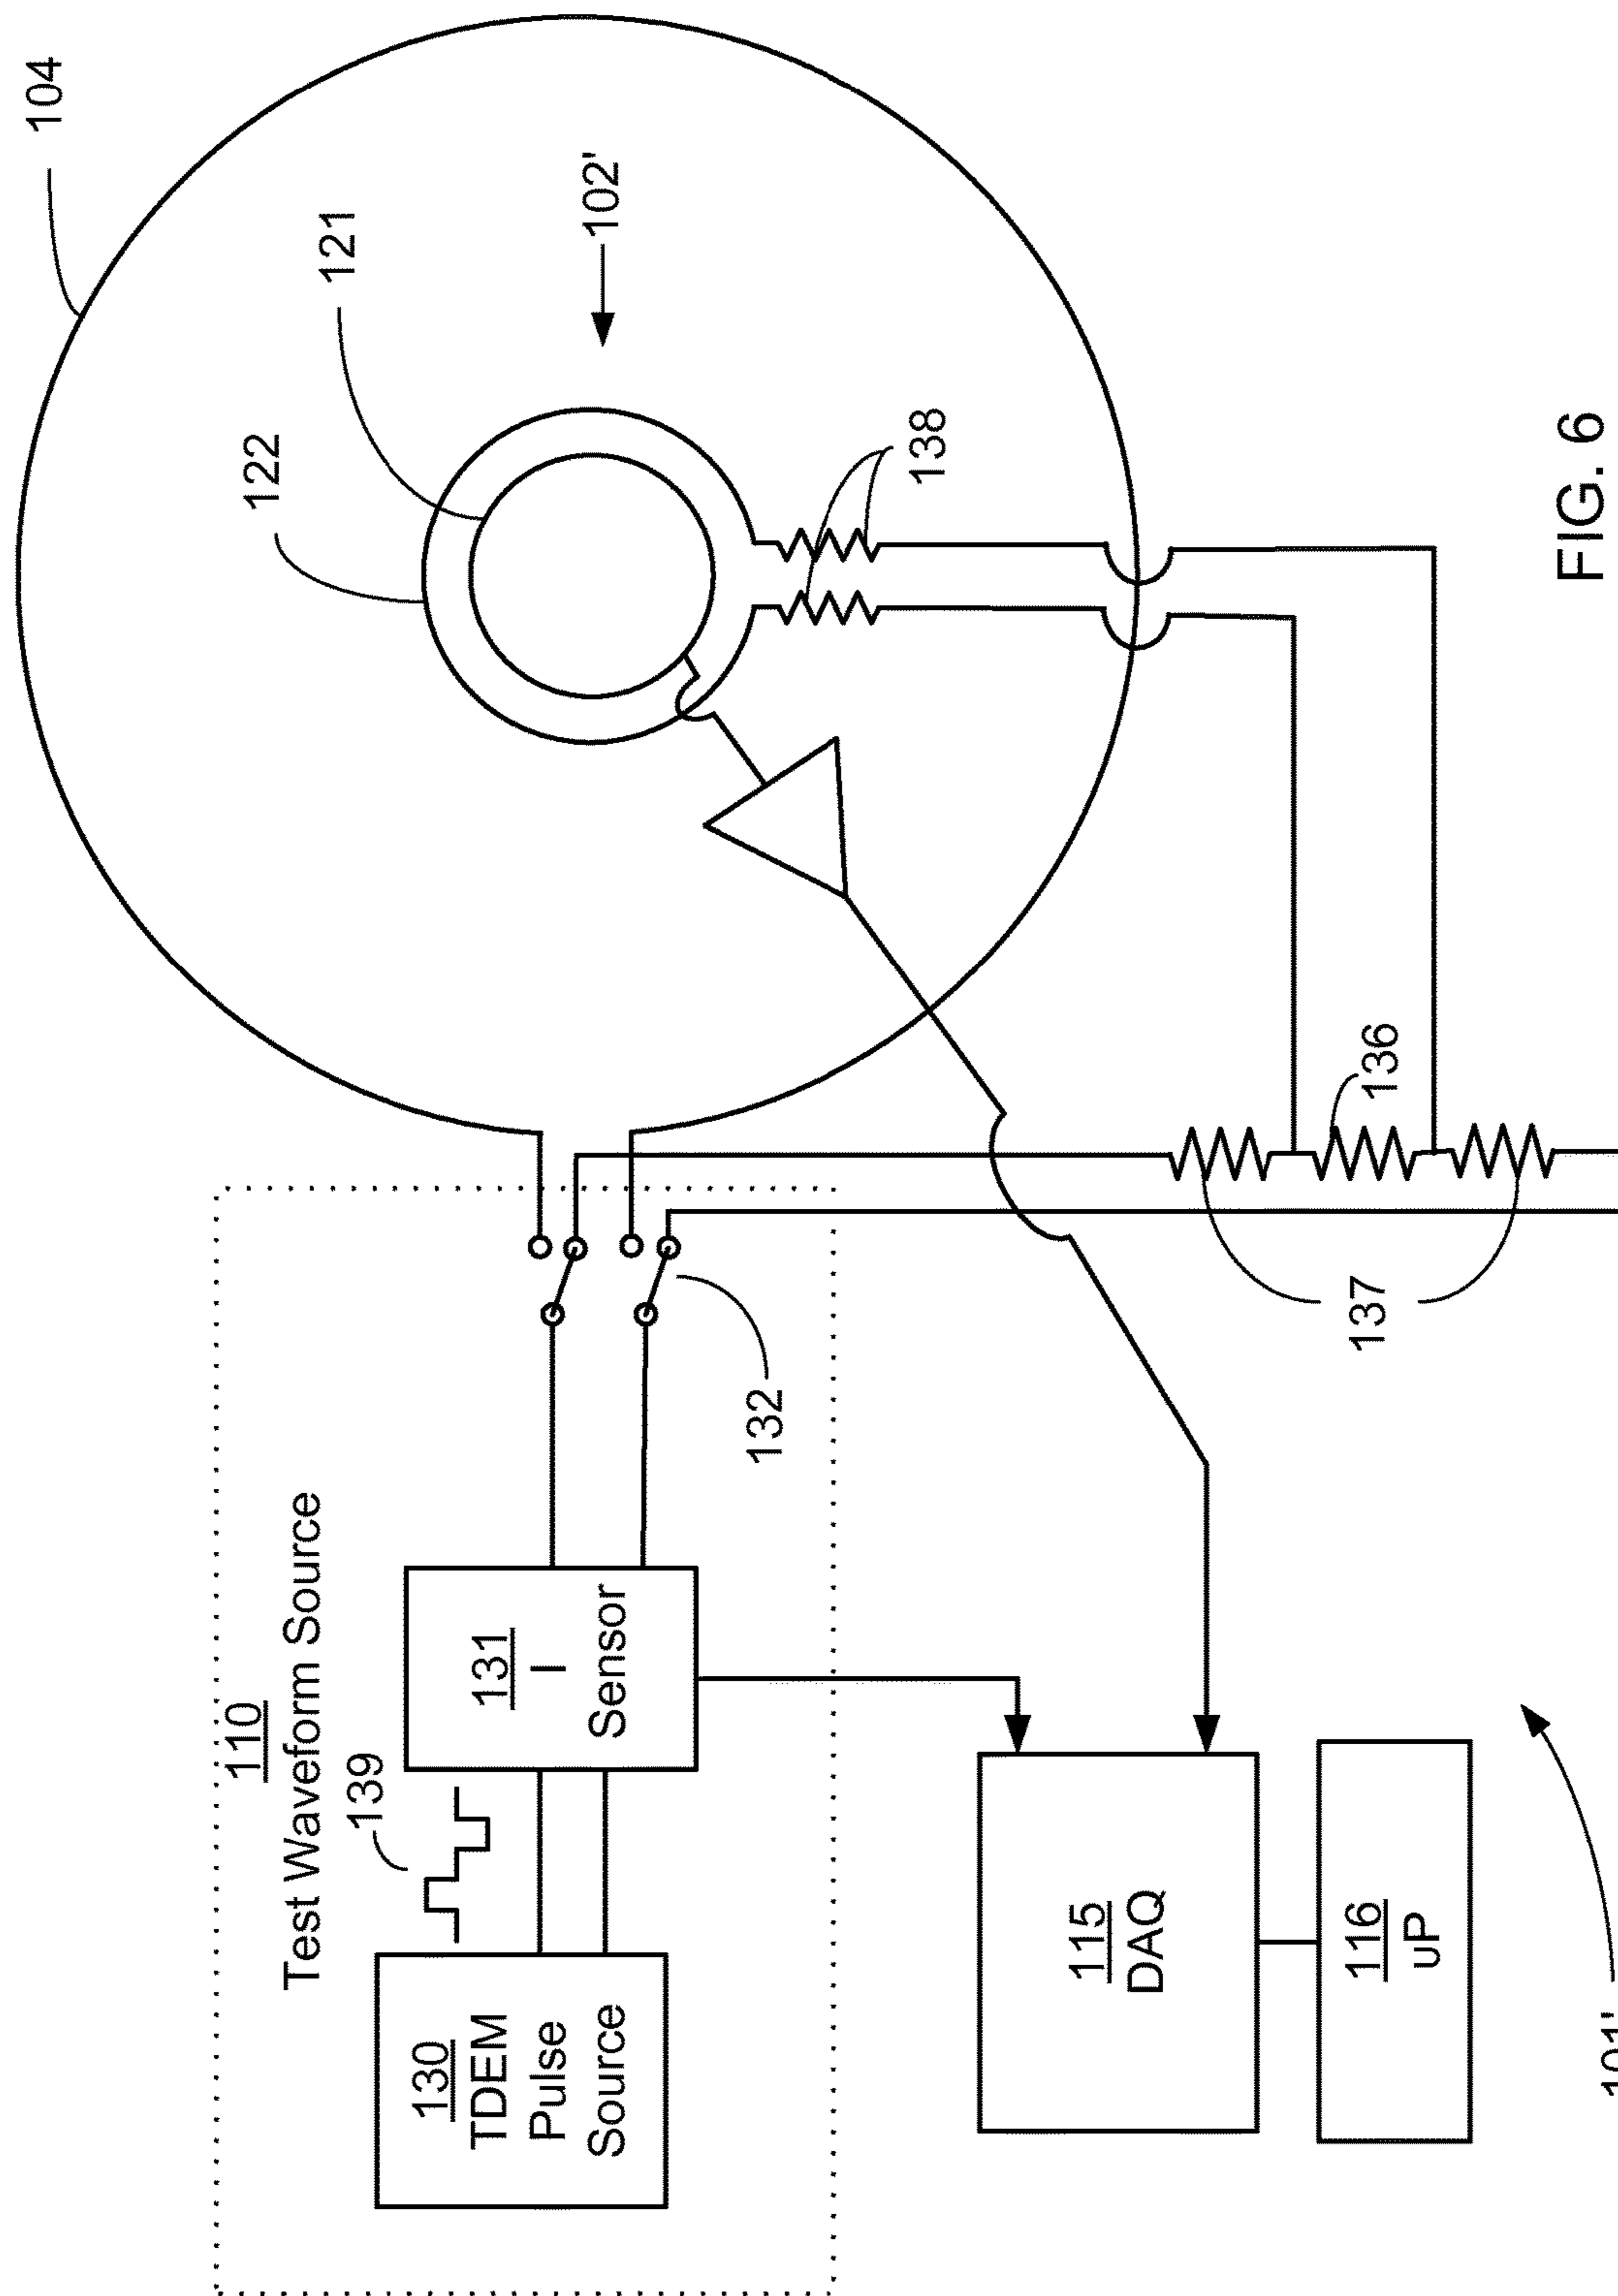 104
110
Test Waveform Source
122
121
139
130
TDEM
Pulse
Source
131
I
Sensor
102'
132
138
115
DAQ
137
136
116
uP
FIG. 6
101'